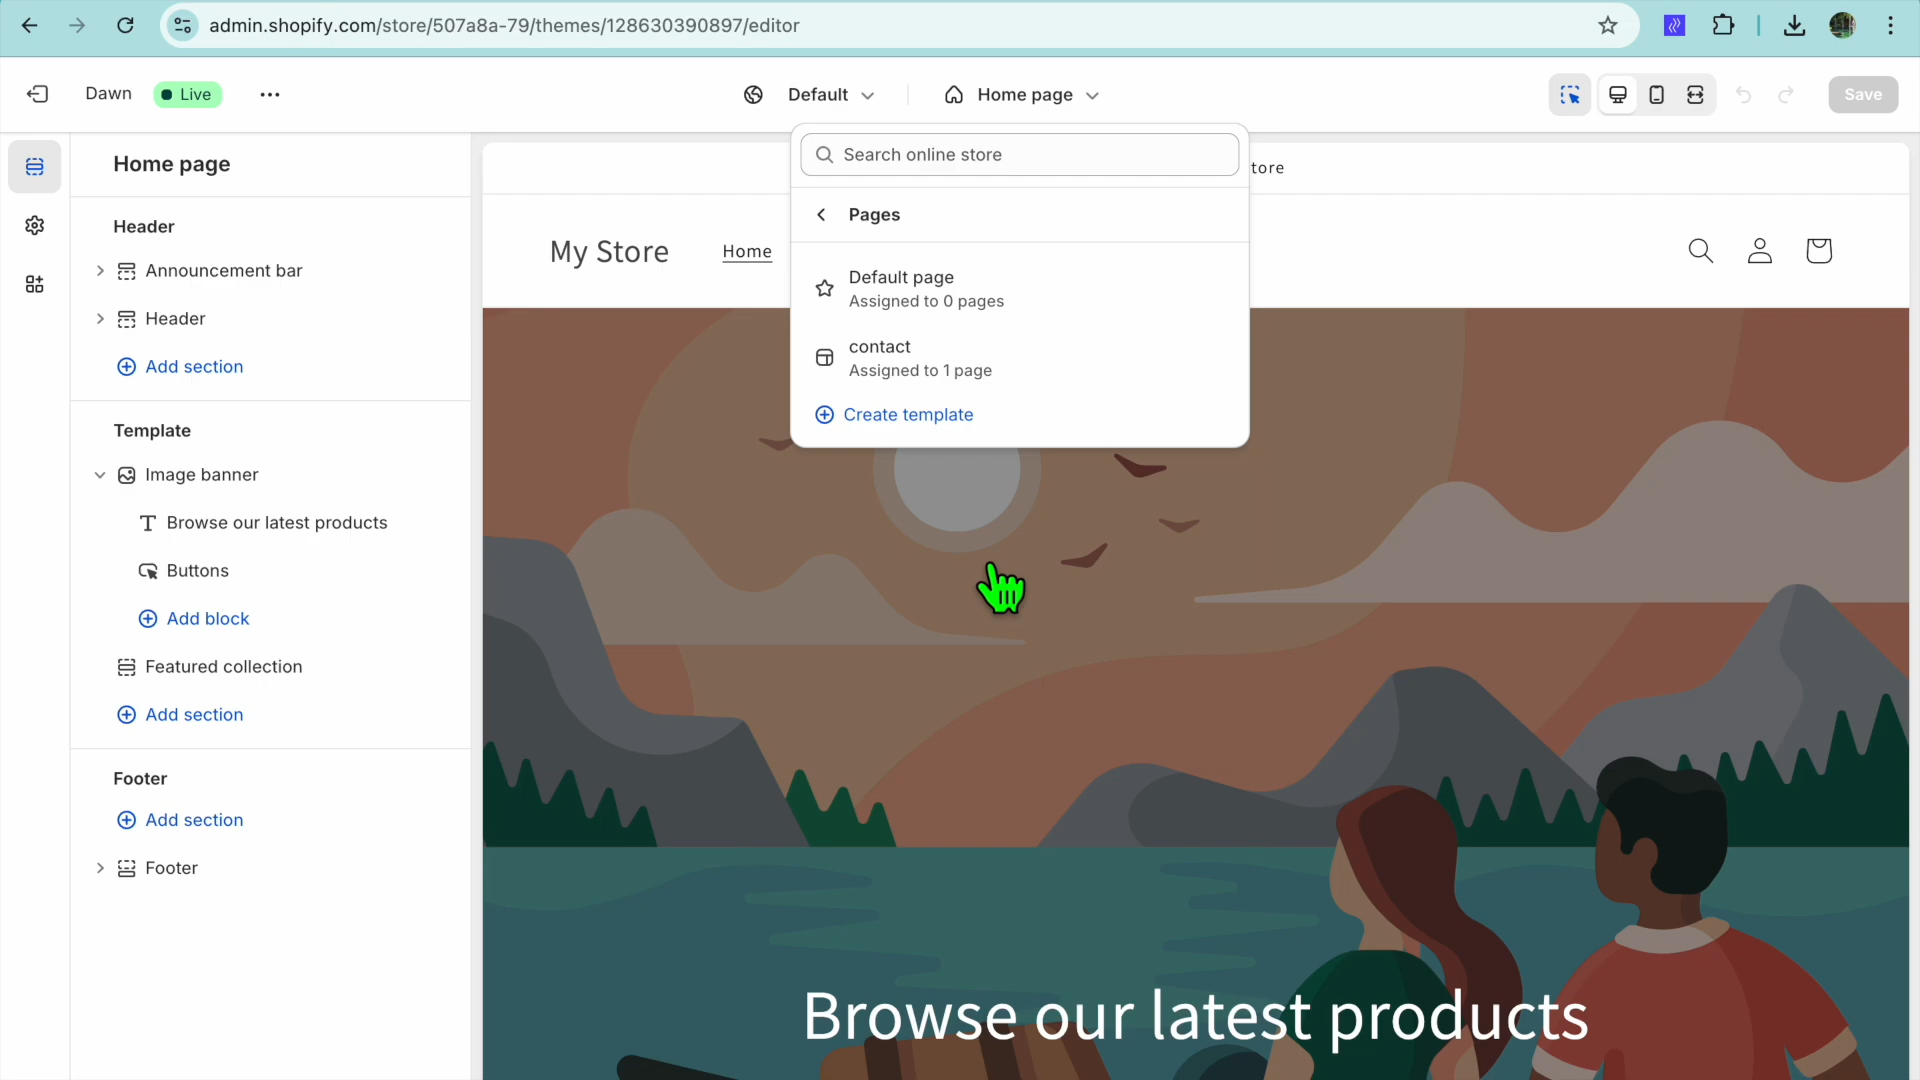 admin.shopify.com/store/507a8a-79/themes/128630390897/editor
Dawn
Live
Default
Home page
Save
Home page
Header
Announcement bar
Header
Add section
Template
Image banner
Browse our latest products
Buttons
Add block
Featured collection
Add section
Footer
Add section
Footer
Search online store
Pages
Default page
Assigned to 0 pages
contact
Assigned to 1 page
Create template
tore
My Store
Home
Browse our latest products